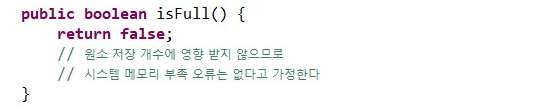 public boolean isFull() {
    return false;
    // 원소 저장 개수에 영향 받지 않으므로
    // 시스템 메모리 부족 오류는 없다고 가정한다
}